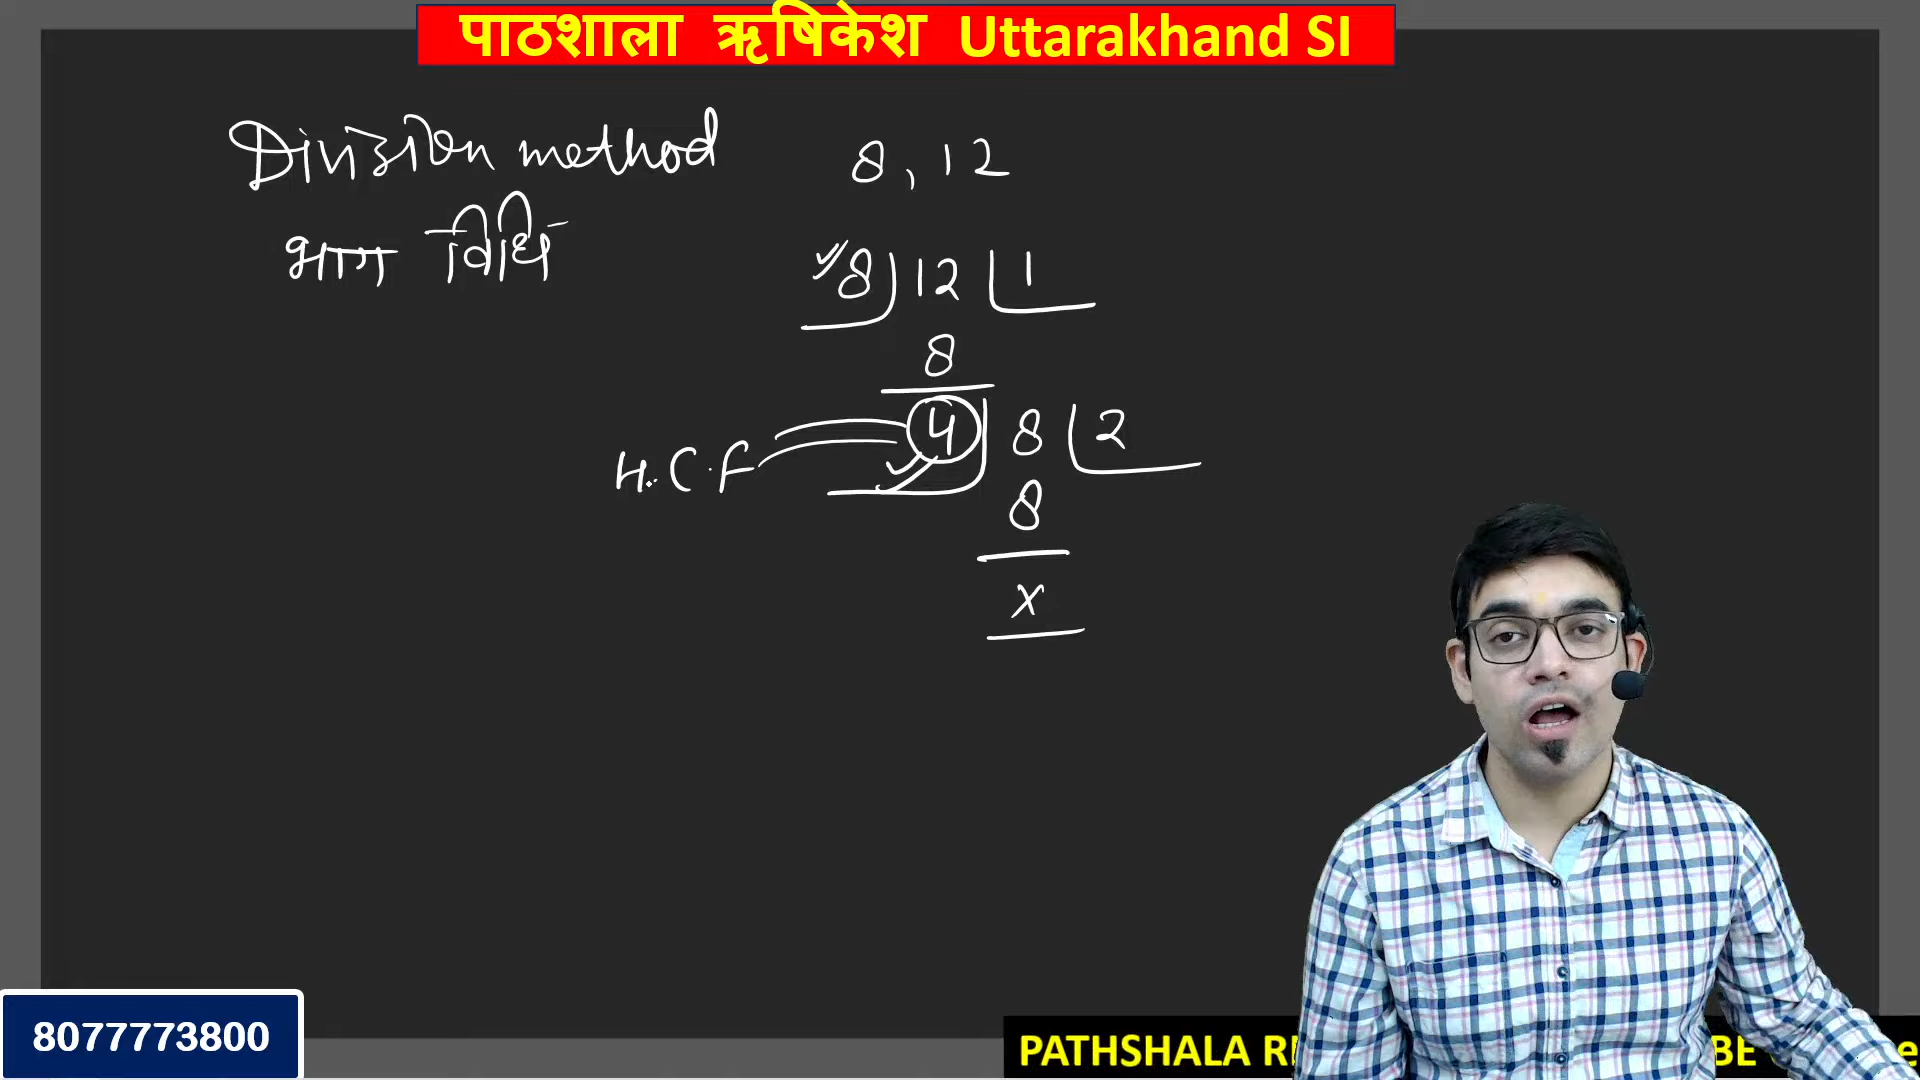 पाठशाला ऋषिकेश Uttarakhand SI
Division method
भाग विधि
8, 12
8) 12 ( 1
8
4) 8 ( 2
H.C.F
8
x
8077773800
PATHSHALA